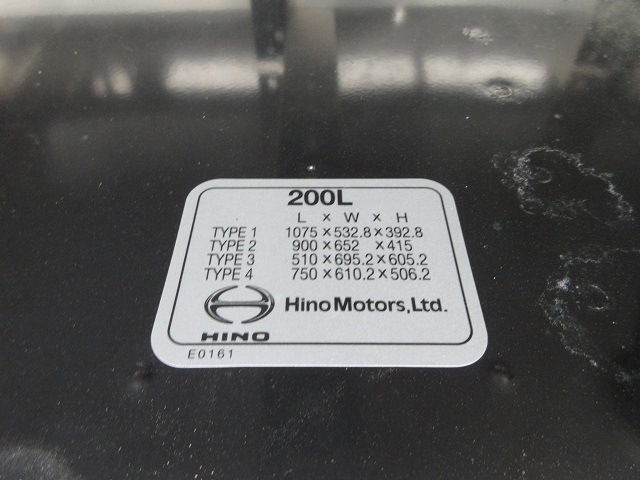 200L
L × W × H
TYPE 1 1075 × 532.8 × 392.8
TYPE 2 900 × 652 × 415
TYPE 3 510 × 695.2 × 605.2
TYPE 4 750 × 610.2 × 506.2
Hino Motors, Ltd.
HINO
E0161